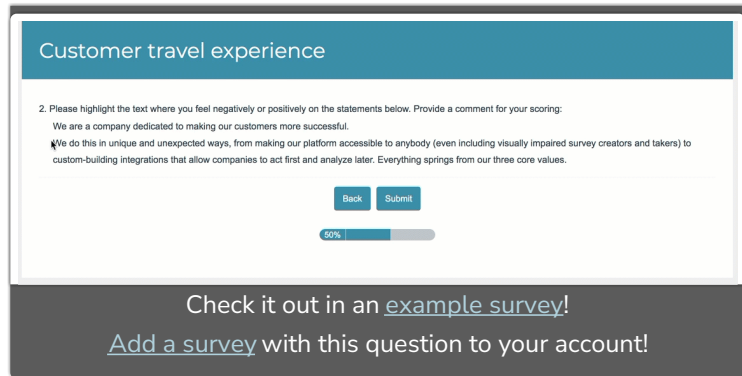 Customer travel experience
2. Please highlight the text where you feel negatively or positively on the statements below. Provide a comment for your scoring:
We are a company dedicated to making our customers more successful.
We do this in unique and unexpected ways, from making our platform accessible to anybody (even including visually impaired survey creators and takers) to
custom-building integrations that allow companies to act first and analyze later. Everything springs from our three core values.
Back Submit
50%
Check it out in an example survey!
Add a survey with this question to your account!